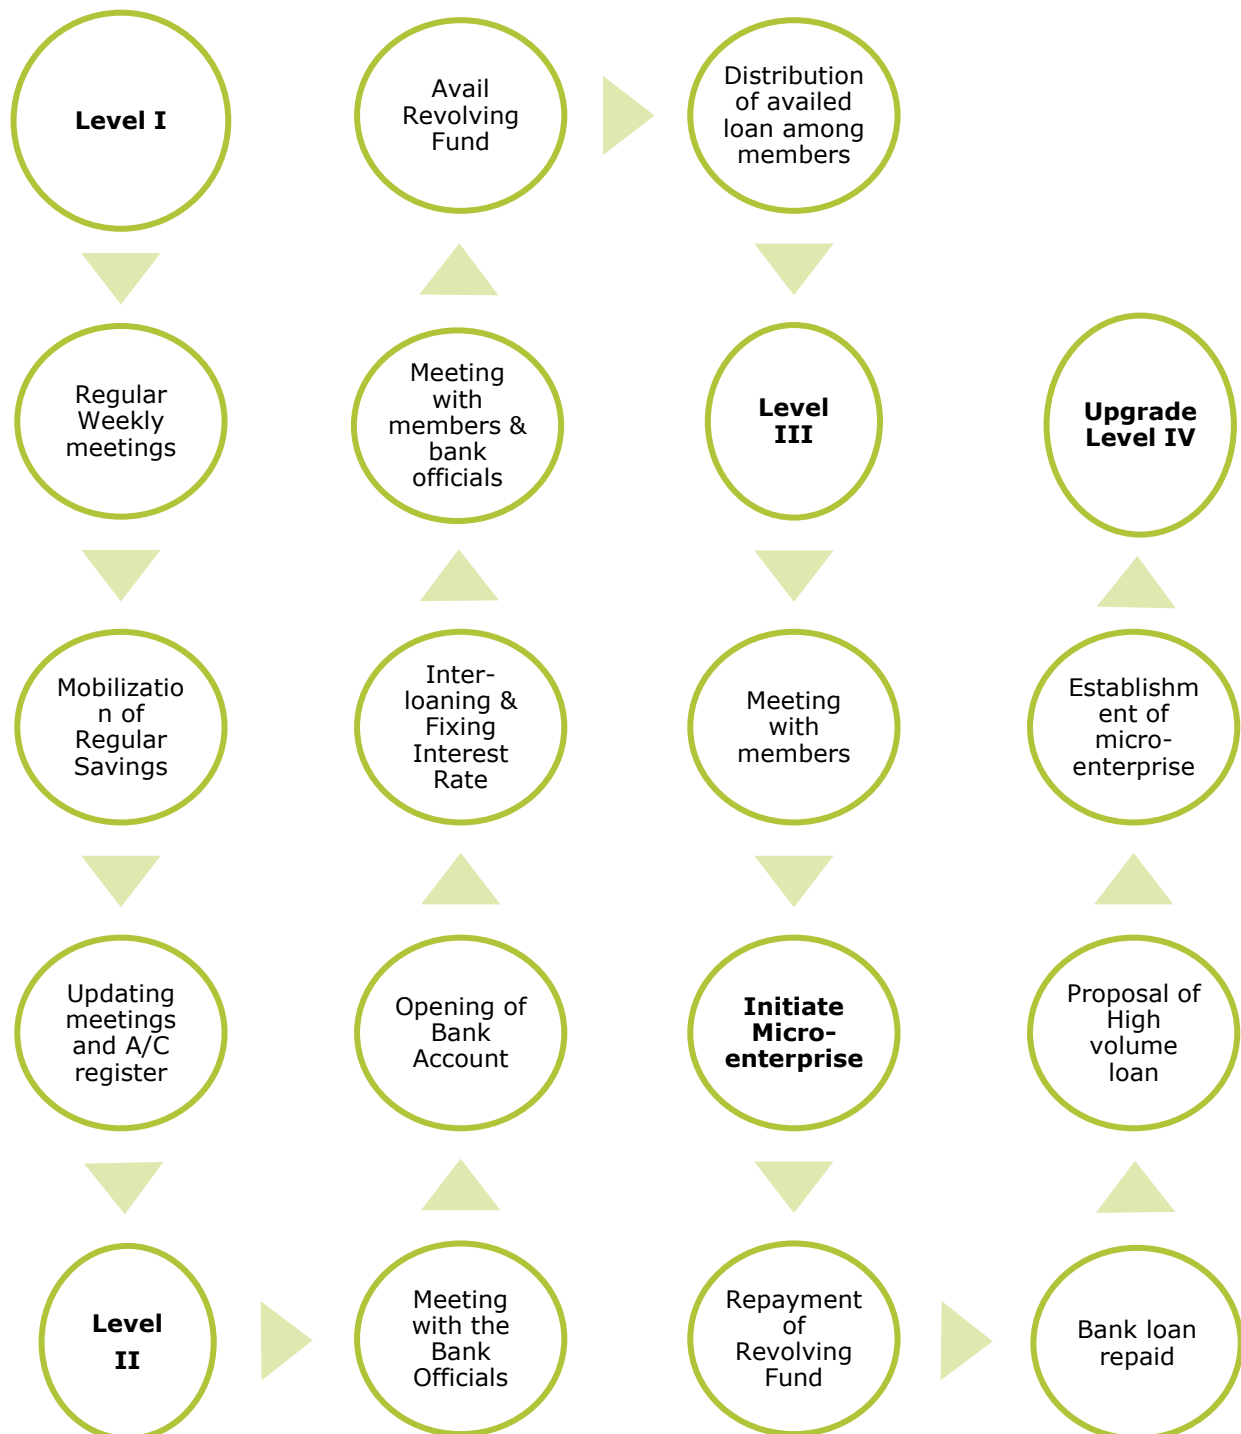 Level I
Regular
Weekly
meetings
Mobilizatio
n of
Regular
Savings
Updating
meetings
and A/C
register
Level
II
Meeting
with the
Bank
Officials
Opening of
Bank
Account
Inter-
loaning &
Fixing
Interest
Rate
Meeting
with
members &
bank
officials
Avail
Revolving
Fund
Distribution
of availed
loan among
members
Level
III
Meeting
with
members
Initiate
Micro-
enterprise
Repayment
of
Revolving
Fund
Bank loan
repaid
Proposal of
High
volume
loan
Establishm
ent of
micro-
enterprise
Upgrade
Level IV